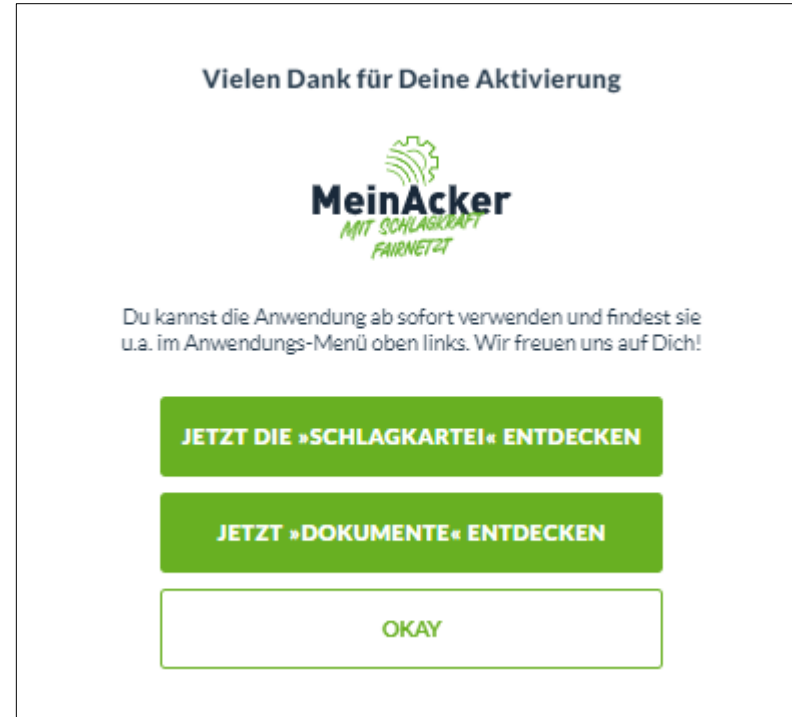 Vielen Dank für Deine Aktivierung
MeinAcker
MIT SCHLAGKRAFT
FAIRNETZT
Du kannst die Anwendung ab sofort verwenden und findest sie
u.a. im Anwendungs-Menü oben links. Wir freuen uns auf Dich!
JETZT DIE »SCHLAGKARTEI« ENTDECKEN
JETZT »DOKUMENTE« ENTDECKEN
OKAY